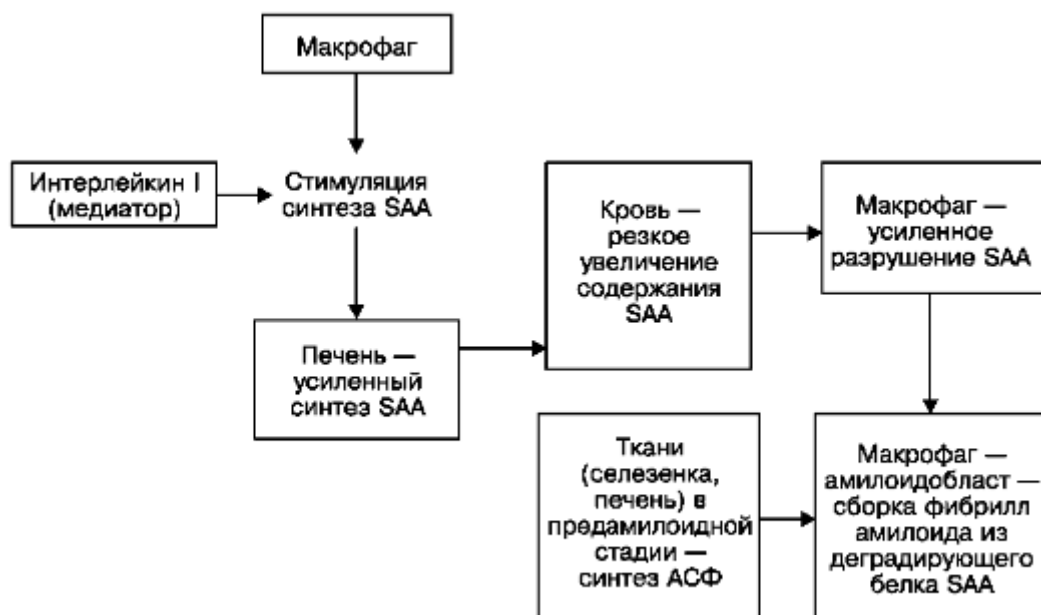 Макрофаг
Интерлейкин I
(медиатор)
Стимуляция
синтеза SAA
Печень —
усиленный
синтез SAA
Кровь —
резкое
увеличение
содержания
SAA
Макрофаг —
усиленное
разрушение SAA
Ткани
(селезенка,
печень) в
предамилоидной
стадии —
синтез АСФ
Макрофаг —
амилоидобласт —
сборка фибрилл
амилоида из
деградирующего
белка SAA